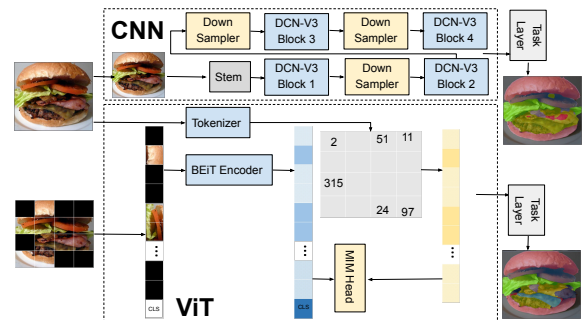 CNN
Down
Sampler
DCN-V3
Block 3
Down
Sampler
DCN-V3
Block 4
Task
Layer
Stem
DCN-V3
Block 1
Down
Sampler
DCN-V3
Block 2
Tokenizer
BEiT Encoder
2
51
11
315
24
97
Task
Layer
...
...
...
MIM Head
CLS
ViT
CLS